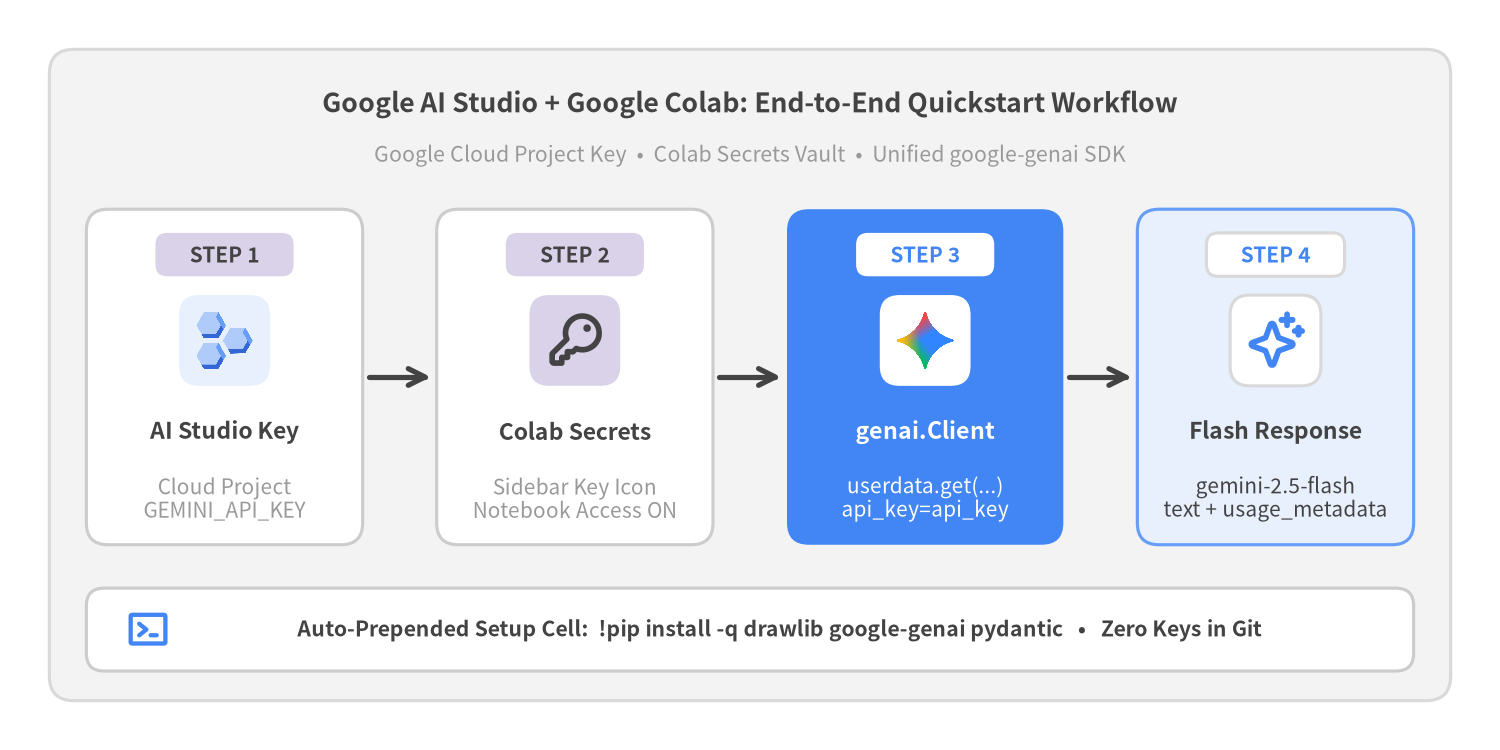 Google AI Studio + Google Colab: End-to-End Quickstart Workflow
Google Cloud Project Key • Colab Secrets Vault • Unified google-genai SDK
STEP 1
AI Studio Key
Cloud Project
GEMINI_API_KEY
STEP 2
Colab Secrets
Sidebar Key Icon
Notebook Access ON
STEP 3
genai.Client
userdata.get(...)
api_key=api_key
STEP 4
Flash Response
gemini-2.5-flash
text + usage_metadata
Auto-Prepended Setup Cell: !pip install -q drawlib google-genai pydantic • Zero Keys in Git